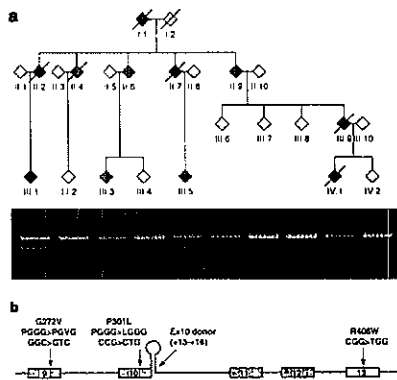 a
I 1 I 2
II 1 II 2 II 3 II 4 II 5 II 6 II 7 II 8 II 9 II 10
III 6 III 7 III 8 III 9 III 10
III 1 III 2 III 3 III 4 III 5 IV 1 IV 2
b
G272V P301L Ex10 donor R406W
PGGG>PGVG PGGG>LGGG (+13→+16) CGG>TGG
GGC>GTC CCG>CTG
9 10 11 12 13